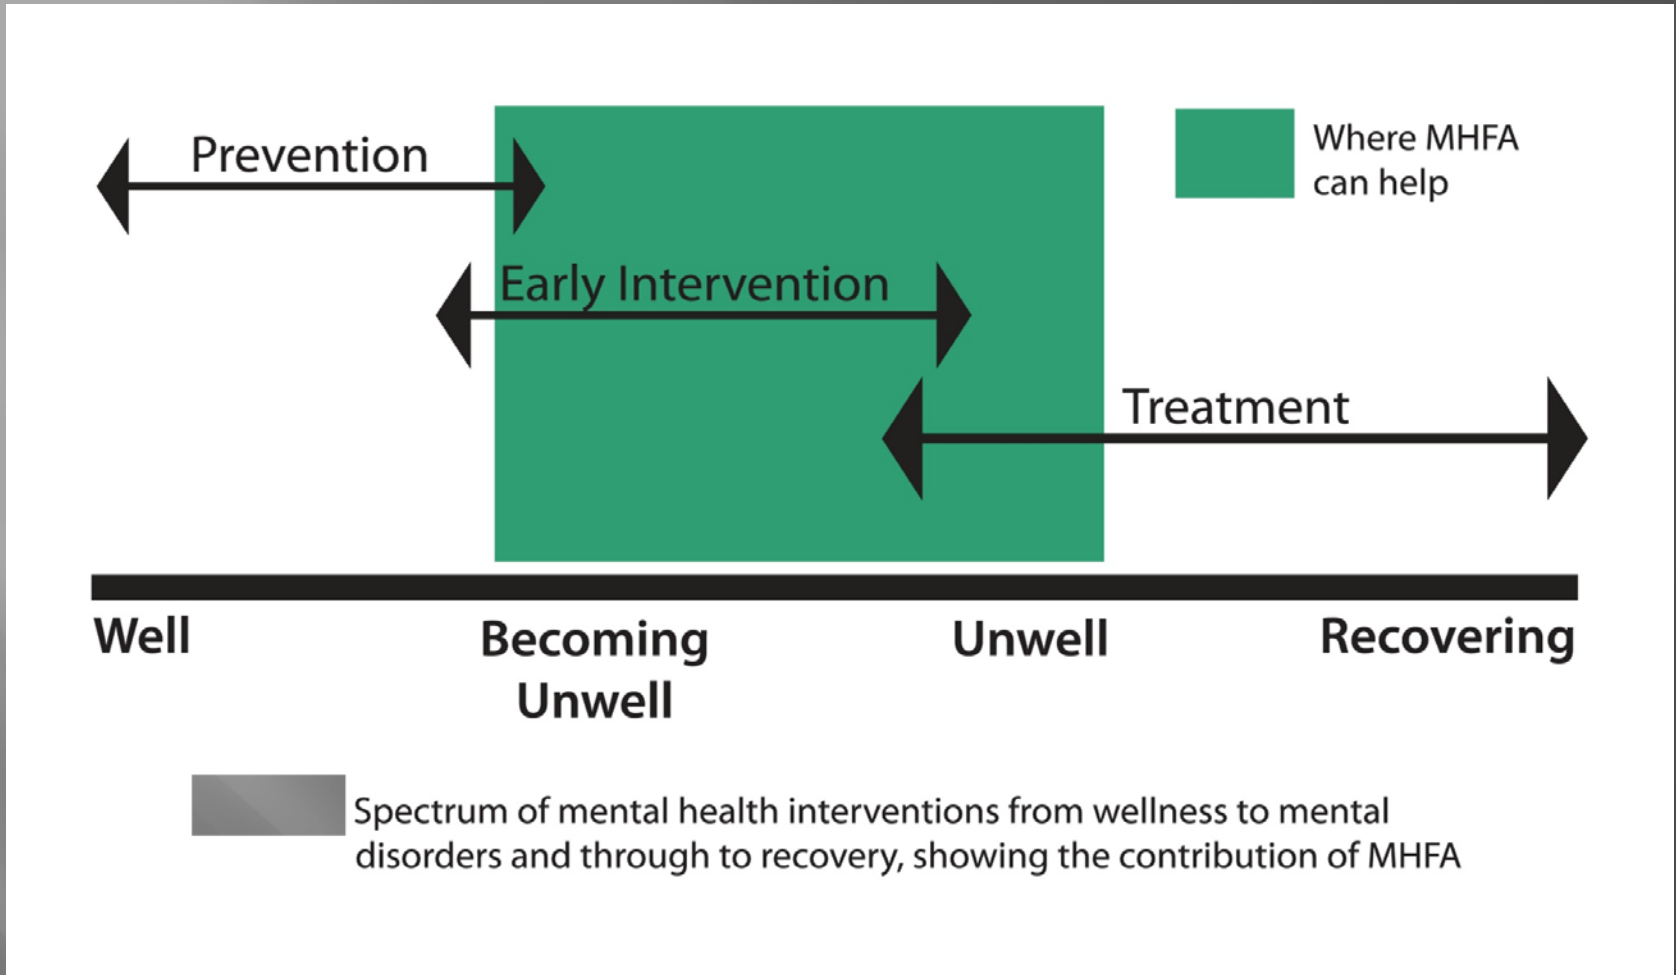 Prevention
Where MHFA
can help
Early Intervention
Treatment
Well
Becoming
Unwell
Unwell
Recovering
Spectrum of mental health interventions from wellness to mental
disorders and through to recovery, showing the contribution of MHFA